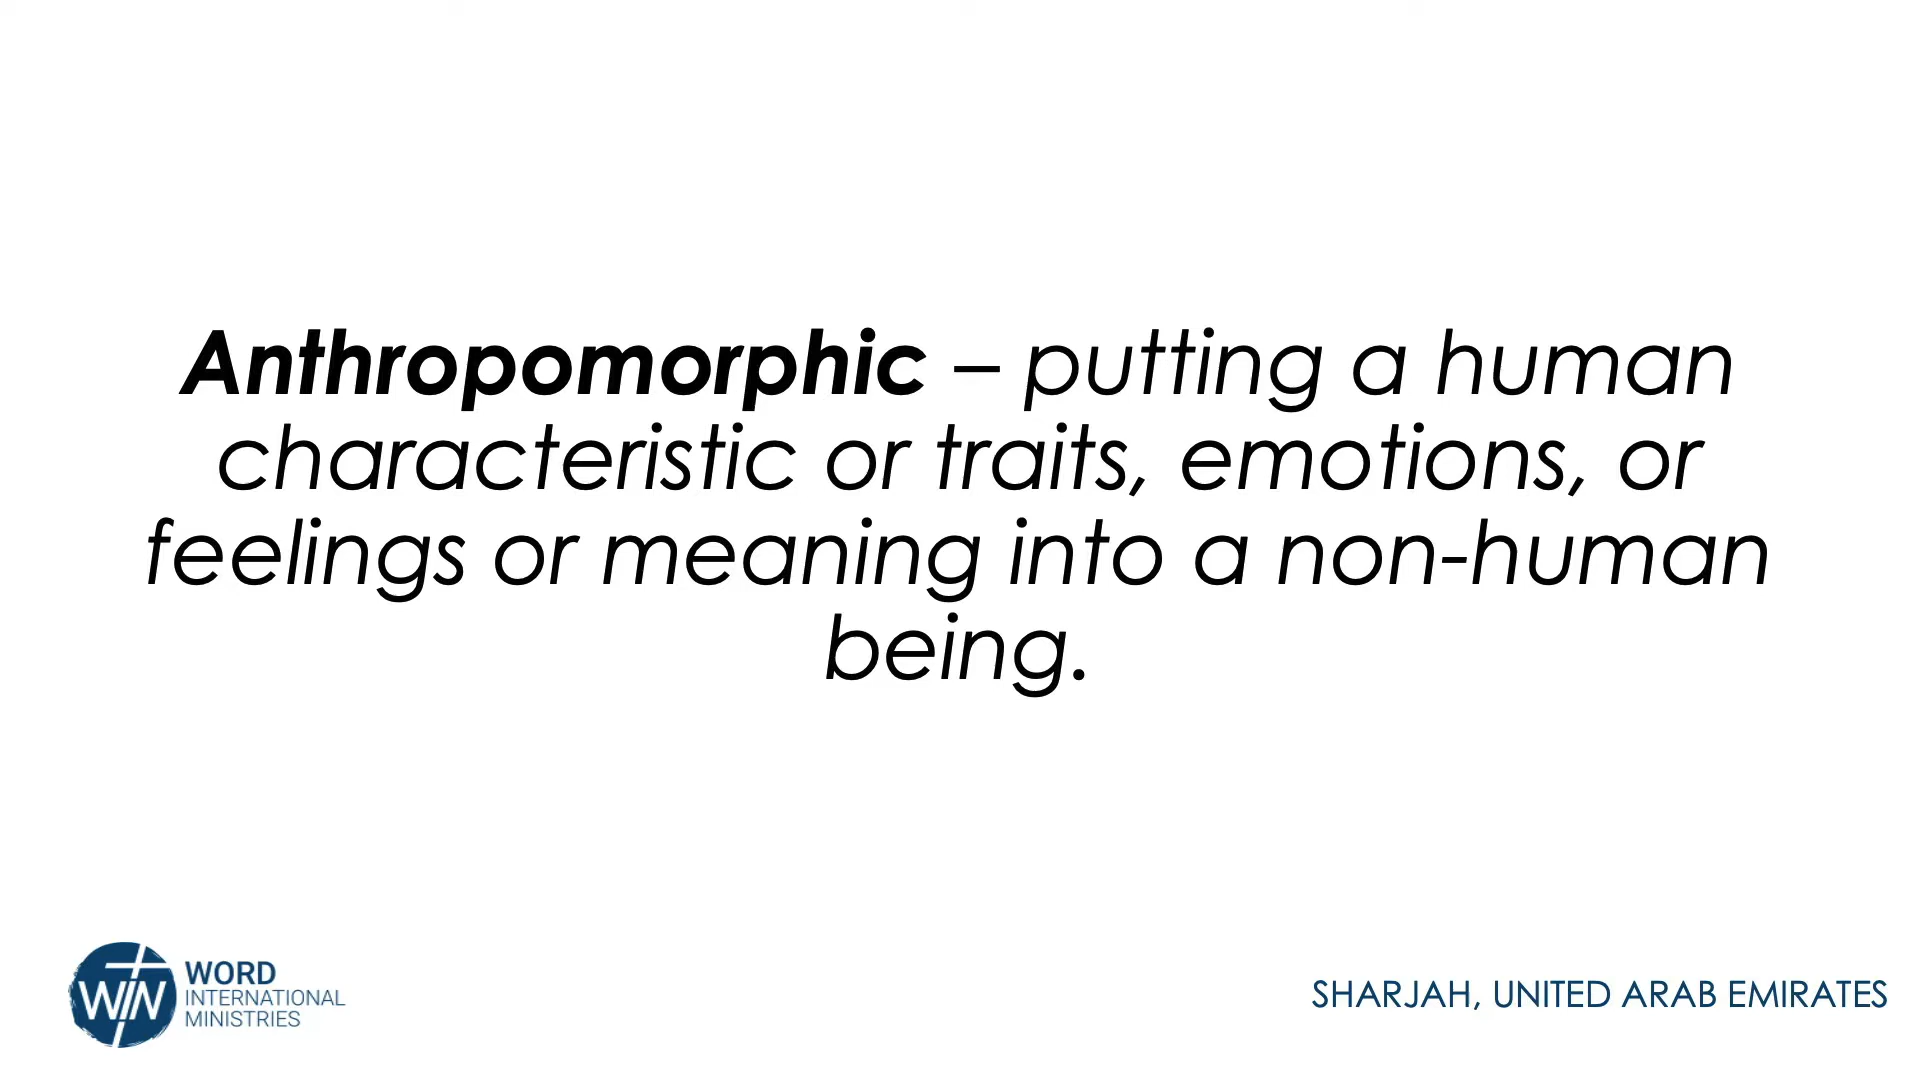 Anthropomorphic – putting a human
characteristic or traits, emotions, or
feelings or meaning into a non-human
being.
WIN
WORD
INTERNATIONAL
MINISTRIES
SHARJAH, UNITED ARAB EMIRATES